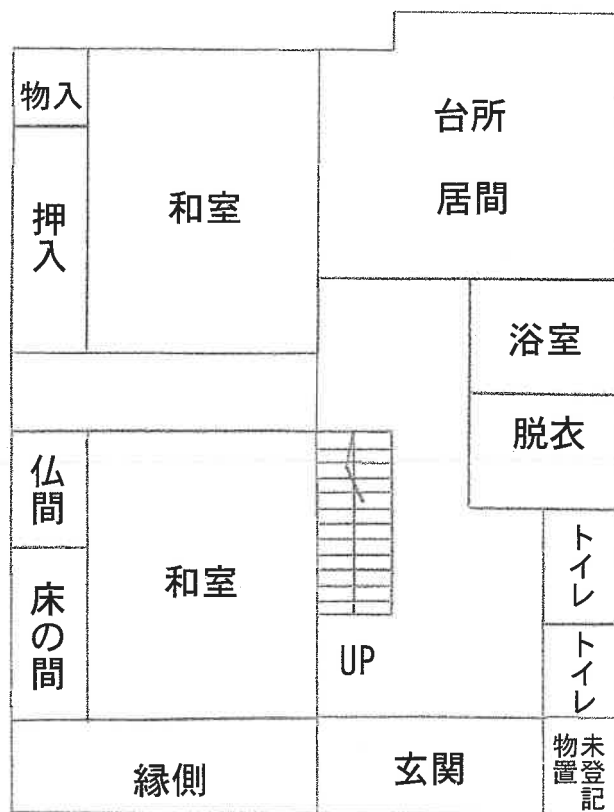 物入
台所
居間
押入
和室
浴室
脱衣
仏間
床の間
和室
トイレ
トイレ
UP
縁側
玄関
未登記
物置